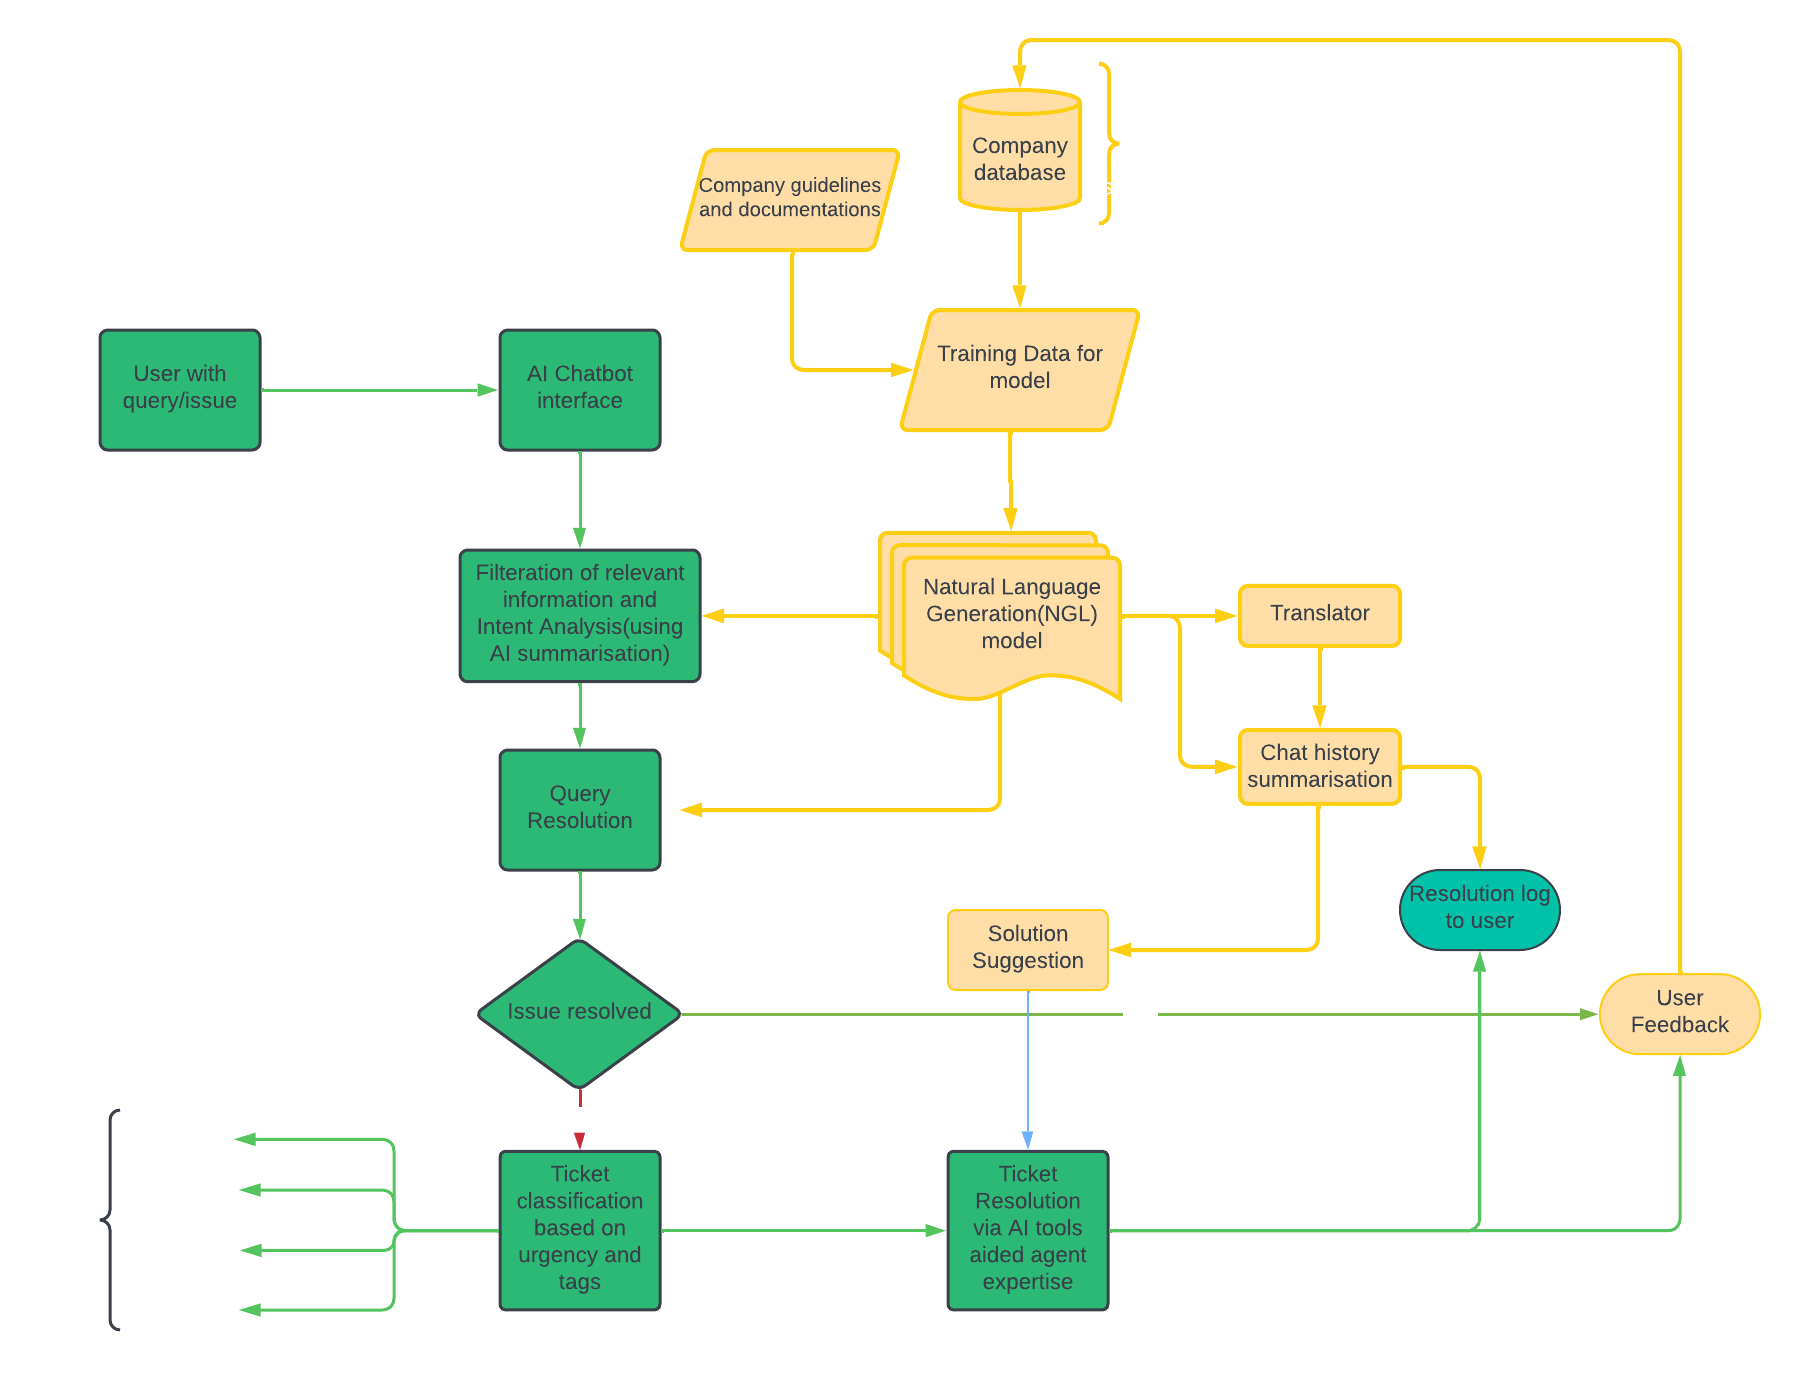 Company
database
Company guidelines
and documentations
Training Data for
model
User with
query/issue
AI Chatbot
interface
Filteration of relevant
information and
Intent Analysis(using
AI summarisation)
Natural Language
Generation(NGL)
model
Translator
Chat history
summarisation
Query
Resolution
Resolution log
to user
Solution
Suggestion
Issue resolved
User
Feedback
Ticket
classification
based on
urgency and
tags
Ticket
Resolution
via AI tools
aided agent
expertise